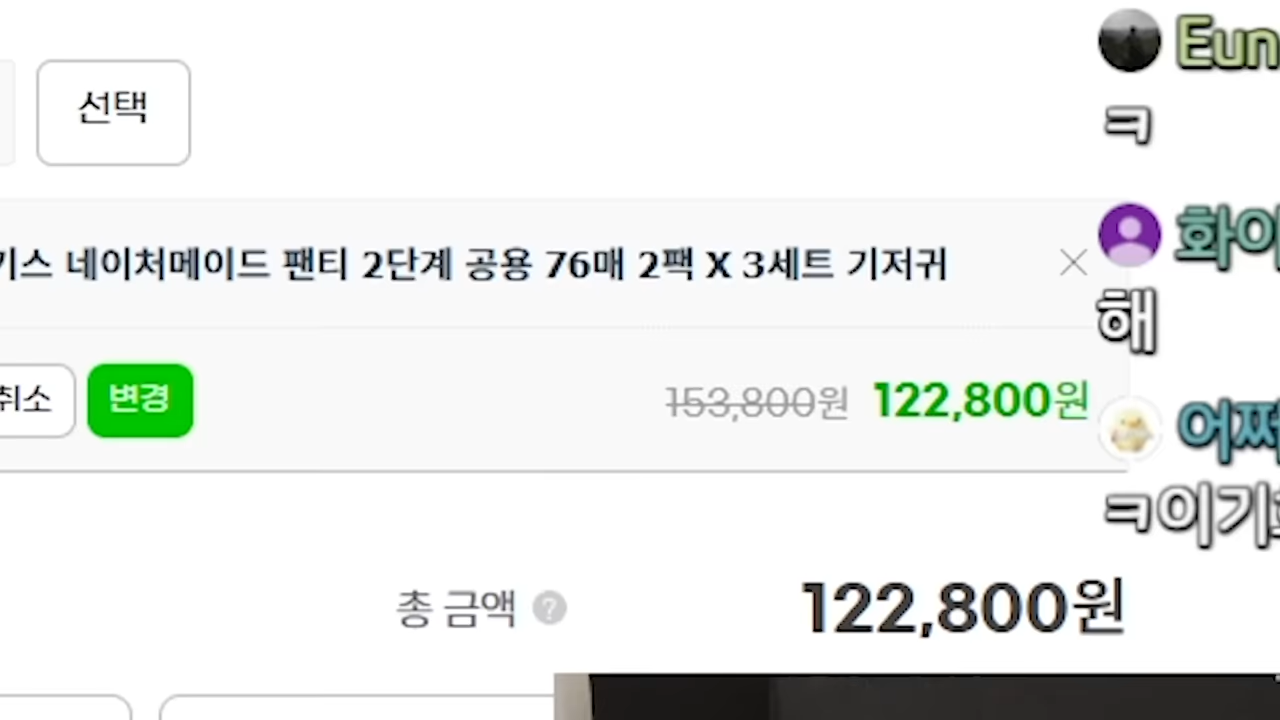 선택
기스 네이처메이드 팬티 2단계 공용 76매 2팩 X 3세트 기저귀
취소 변경 153,800원 122,800원
총 금액 ? 122,800원
Eun
ㅋ
화이
해
어쩌
ㅋ이기